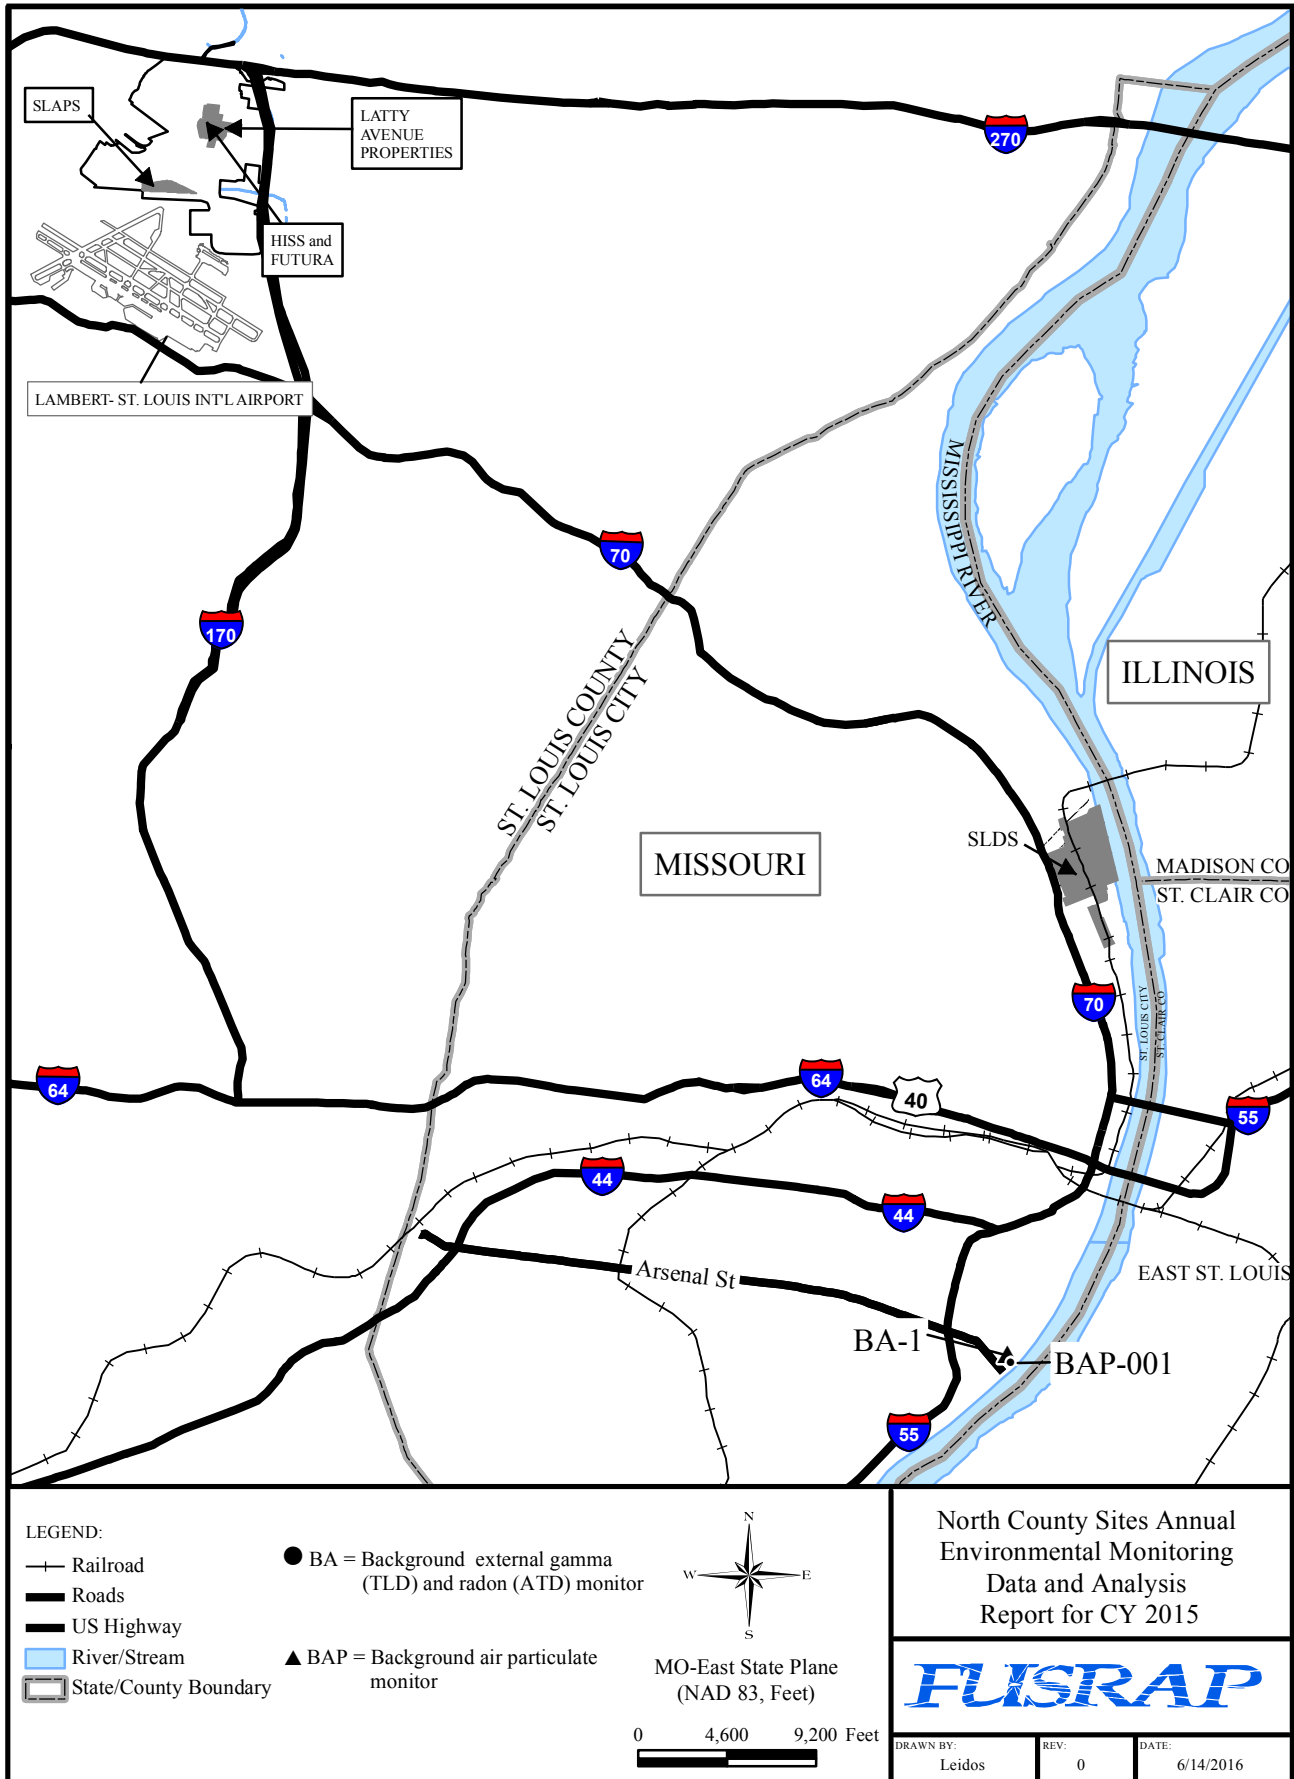 SLAPS
LATTY
AVENUE
PROPERTIES
270
HISS and
FUTURA
LAMBERT- ST. LOUIS INT'L AIRPORT
MISSISSIPPI RIVER
70
170
ILLINOIS
ST. LOUIS COUNTY
ST. LOUIS CITY
MISSOURI
SLDS
MADISON CO
ST. CLAIR CO
70
ST. LOUIS CITY
ST. CLAIR CO
64
64
40
55
44
44
Arsenal St
EAST ST. LOUIS
BA-1
BAP-001
55
LEGEND:
Railroad
Roads
US Highway
River/Stream
State/County Boundary
BA = Background external gamma
(TLD) and radon (ATD) monitor
BAP = Background air particulate
monitor
N
W
E
S
MO-East State Plane
(NAD 83, Feet)
0 4,600 9,200 Feet
North County Sites Annual
Environmental Monitoring
Data and Analysis
Report for CY 2015
FUSRAP
DRAWN BY:
Leidos
REV:
0
DATE:
6/14/2016